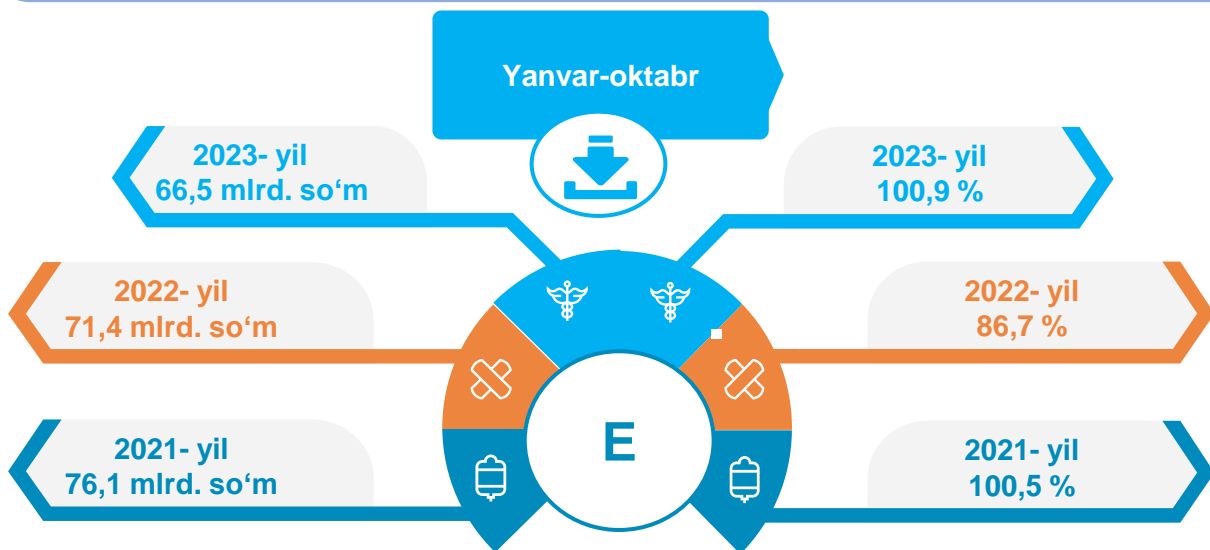 Yanvar-oktabr
2023- yil
66,5 mlrd. so‘m
2023- yil
100,9 %
2022- yil
71,4 mlrd. so‘m
2022- yil
86,7 %
2021- yil
76,1 mlrd. so‘m
2021- yil
100,5 %
E